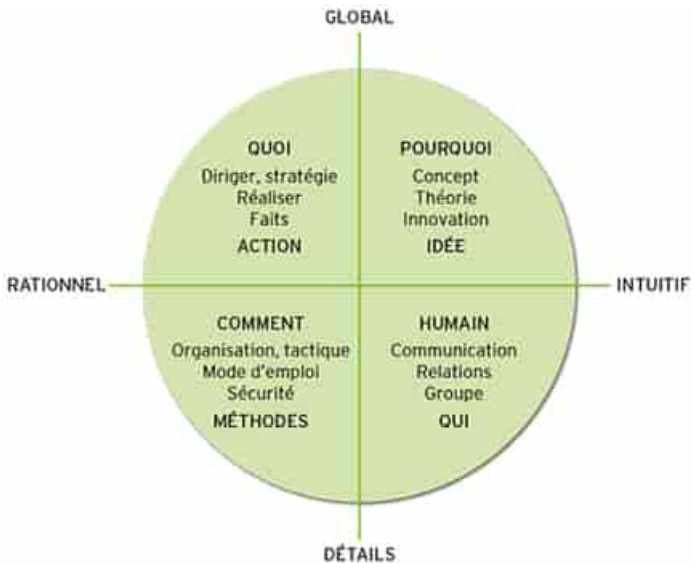 GLOBAL
QUOI
Diriger, stratégie
Réaliser
Faits
ACTION
POURQUOI
Concept
Théorie
Innovation
IDÉE
RATIONNEL
INTUITIF
COMMENT
Organisation, tactique
Mode d'emploi
Sécurité
MÉTHODES
HUMAIN
Communication
Relations
Groupe
QUI
DÉTAILS